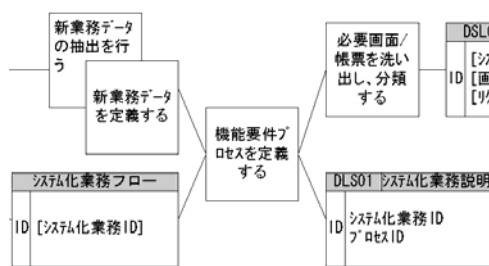 新業務ﾃﾞｰﾀ
の抽出を行
う
新業務ﾃﾞｰﾀ
を定義する
機能要件ﾌﾟ
ﾛｾｽを定義
する
必要画面/
帳票を洗い
出し、分類
する
ID
ｼｽﾃﾑ化業務フロー
ID [ｼｽﾃﾑ化業務ID]
DLS01 ｼｽﾃﾑ化業務説明
ID
ｼｽﾃﾑ化業務ID
ﾌﾟﾛｾｽID